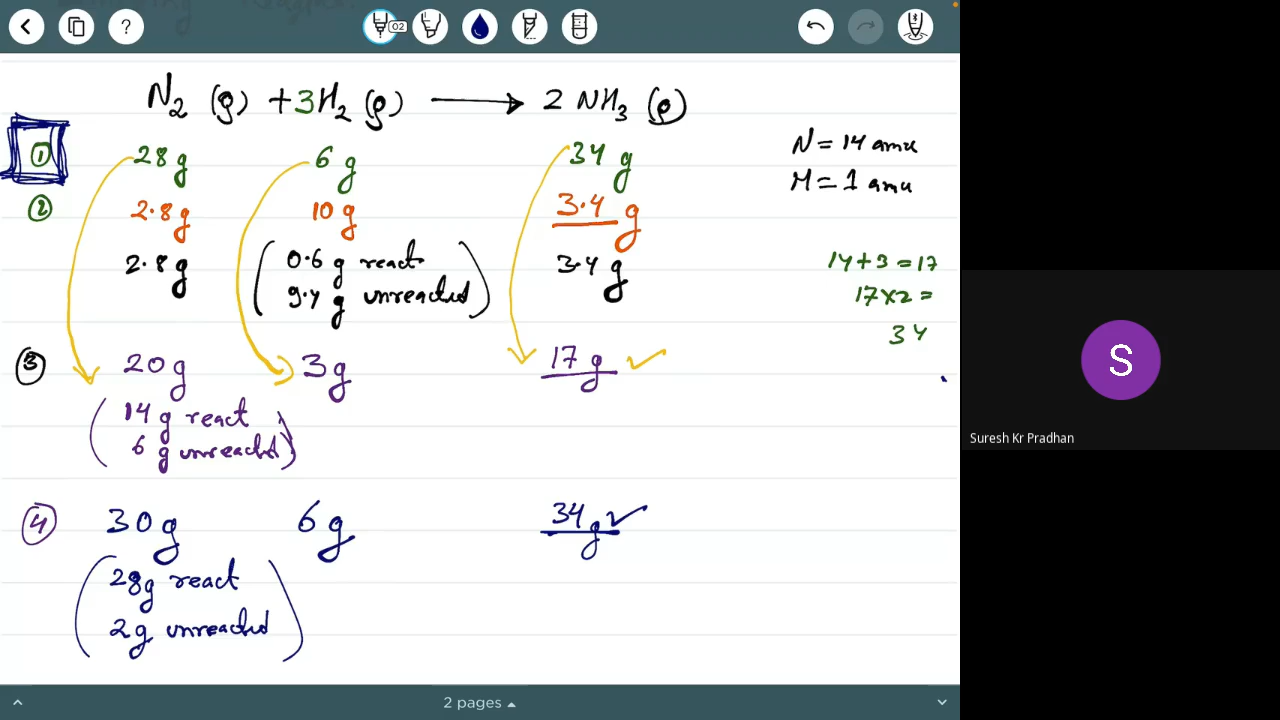 N2 (g) + 3H2 (g) ⟶ 2 NH3 (g)
① 28 g 6 g 34 g
② 2.8 g 10 g 3.4 g
2.8 g (0.6 g react 3.4 g
9.4 g unreacted)
③ 20 g 3 g 17 g ✓
(14 g react
6 g unreacted)
④ 30 g 6 g 34 g ✓
(28g react
2g unreacted)
N = 14 amu
H = 1 amu
14 + 3 = 17
17 × 2 =
34
02
?
2 pages
S
Suresh Kr Pradhan